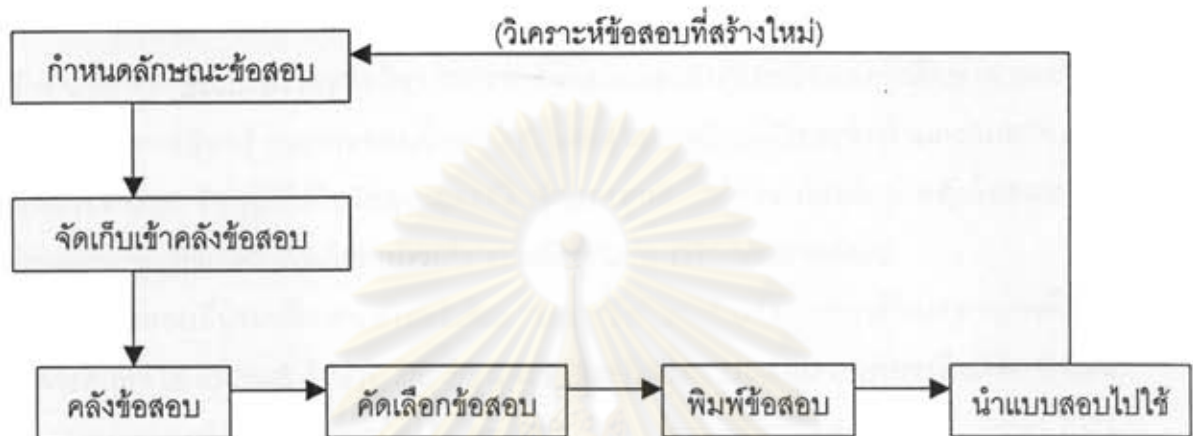 (วิเคราะห์ข้อสอบที่สร้างใหม่)
กำหนดลักษณะข้อสอบ
จัดเก็บเข้าคลังข้อสอบ
คลังข้อสอบ
คัดเลือกข้อสอบ
พิมพ์ข้อสอบ
นำแบบสอบไปใช้